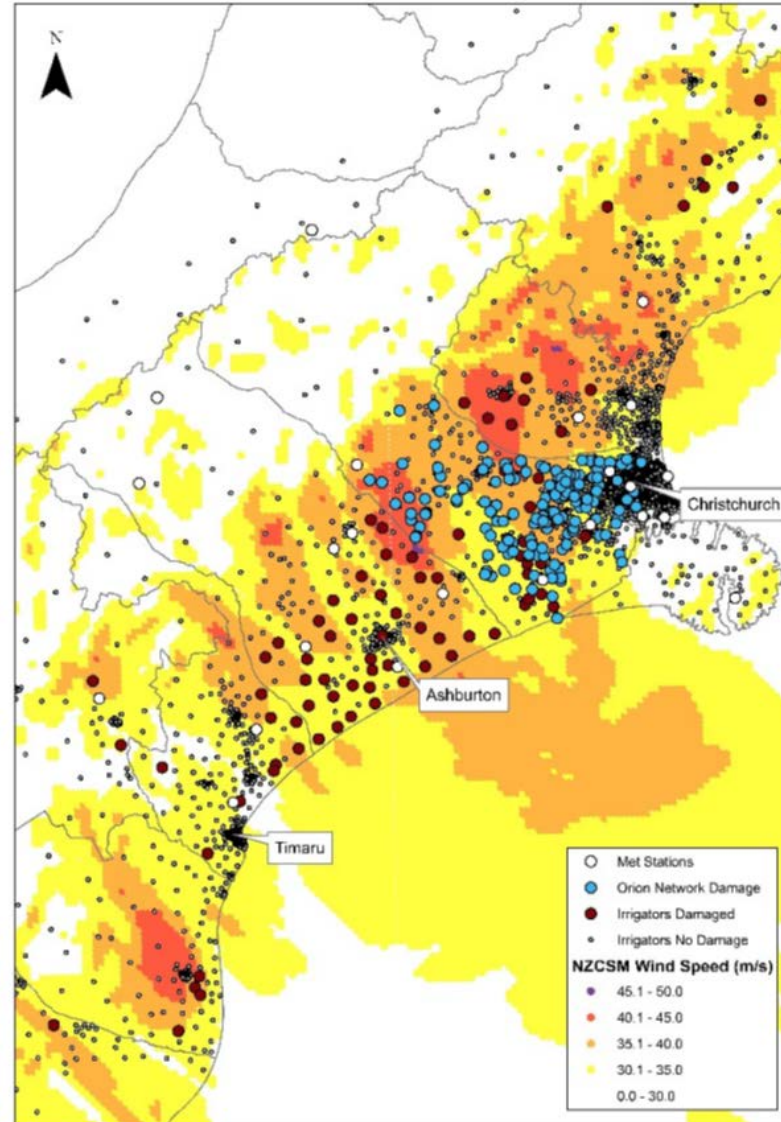 N
Christchurch
Ashburton
Timaru
Met Stations
Orion Network Damage
Irrigators Damaged
Irrigators No Damage
NZCSM Wind Speed (m/s)
45.1 - 50.0
40.1 - 45.0
35.1 - 40.0
30.1 - 35.0
0.0 - 30.0